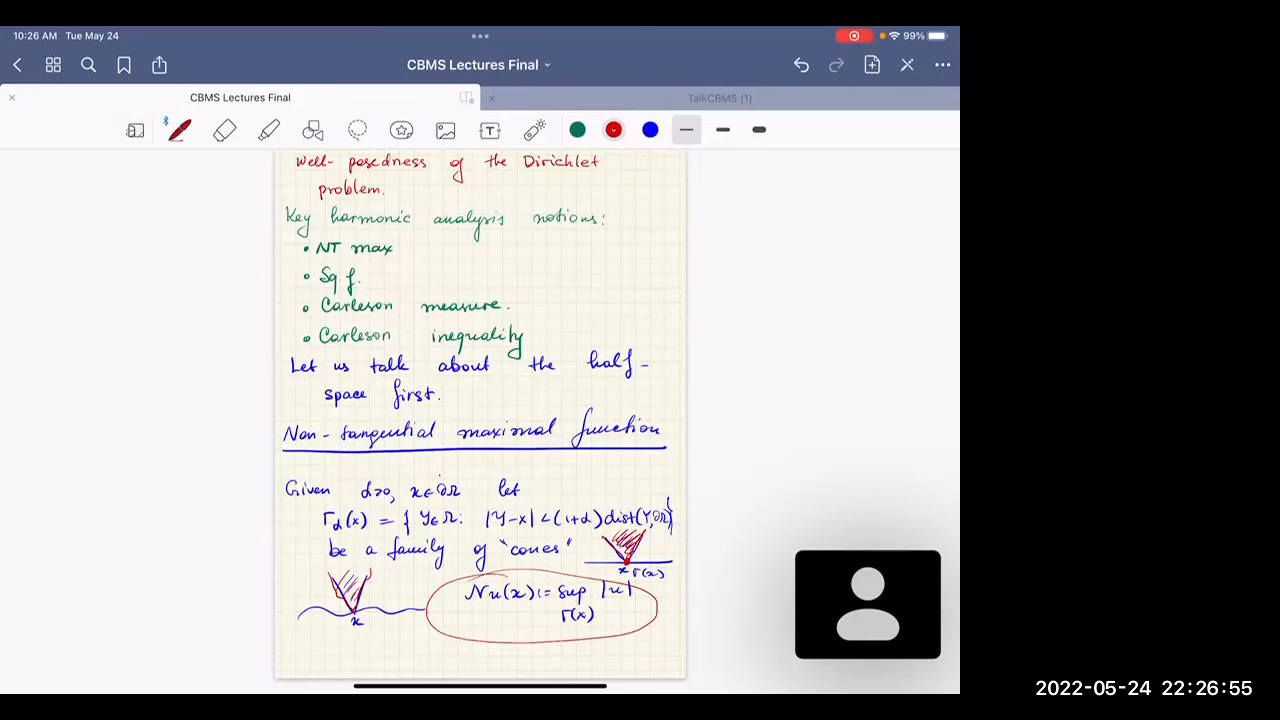 10:26 AM Tue May 24
99%
CBMS Lectures Final
CBMS Lectures Final
TalkCBMS (1)
well-posedness of the Dirichlet
problem.
Key harmonic analysis notions:
• NT max
• Sq. f.
• Carleson measure.
• Carleson inequality
Let us talk about the half-
space first.
Non-tangential maximal function
Given α>0, x∈∂Ω let
Γα(x) = { Y∈Ω: |Y-x| < (1+α)dist(Y,∂Ω)}
be a family of "cones"
x Γ(x)
Nu(x):= sup |u|
Γ(x)
x
2022-05-24 22:26:55